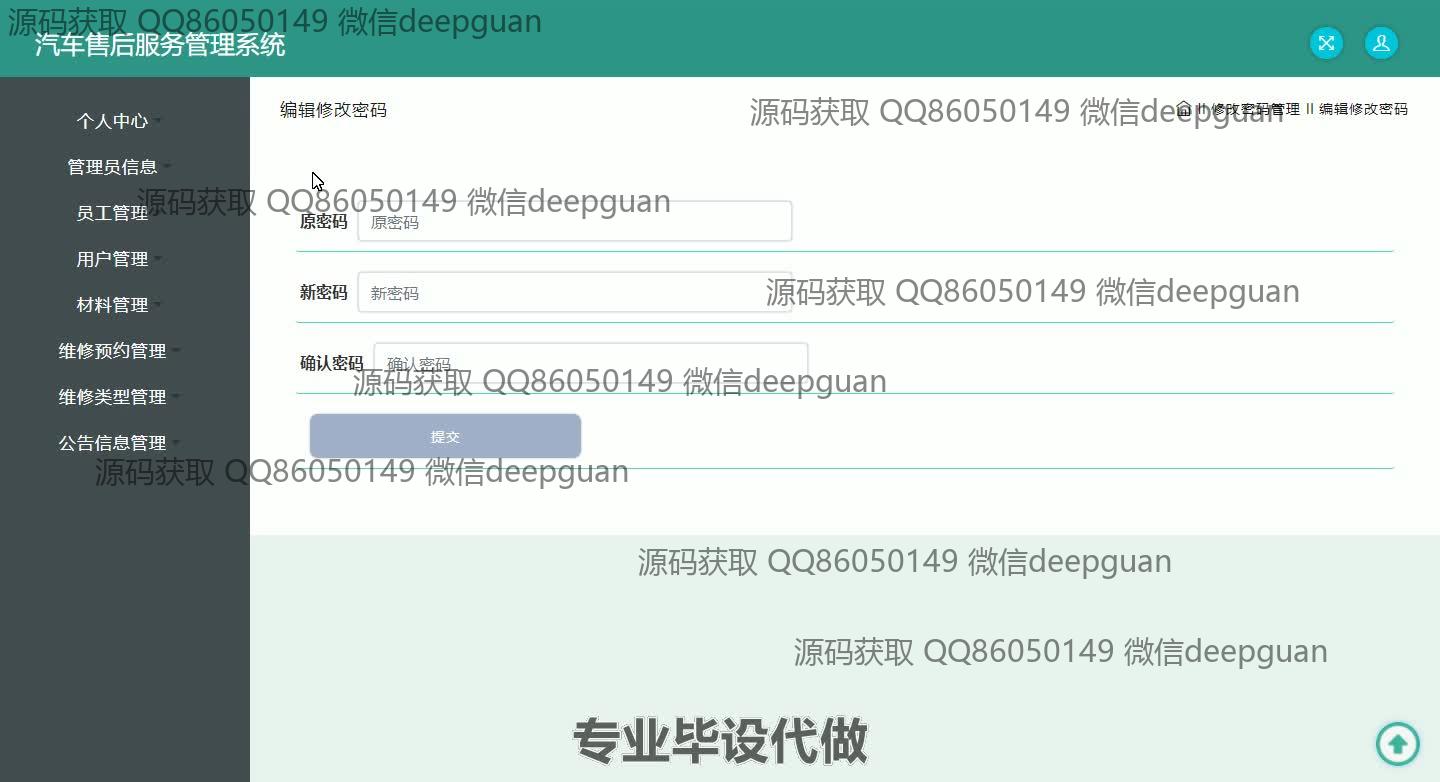 源码获取 QQ86050149 微信deepguan
汽车售后服务管理系统
个人中心
管理员信息
员工管理
用户管理
材料管理
维修预约管理
维修类型管理
公告信息管理
编辑修改密码
源码获取 QQ86050149 微信deepguan
II 修改密码管理 II 编辑修改密码
源码获取 QQ86050149 微信deepguan
原密码 原密码
新密码 新密码
源码获取 QQ86050149 微信deepguan
确认密码 确认密码
源码获取 QQ86050149 微信deepguan
提交
源码获取 QQ86050149 微信deepguan
源码获取 QQ86050149 微信deepguan
源码获取 QQ86050149 微信deepguan
专业毕设代做